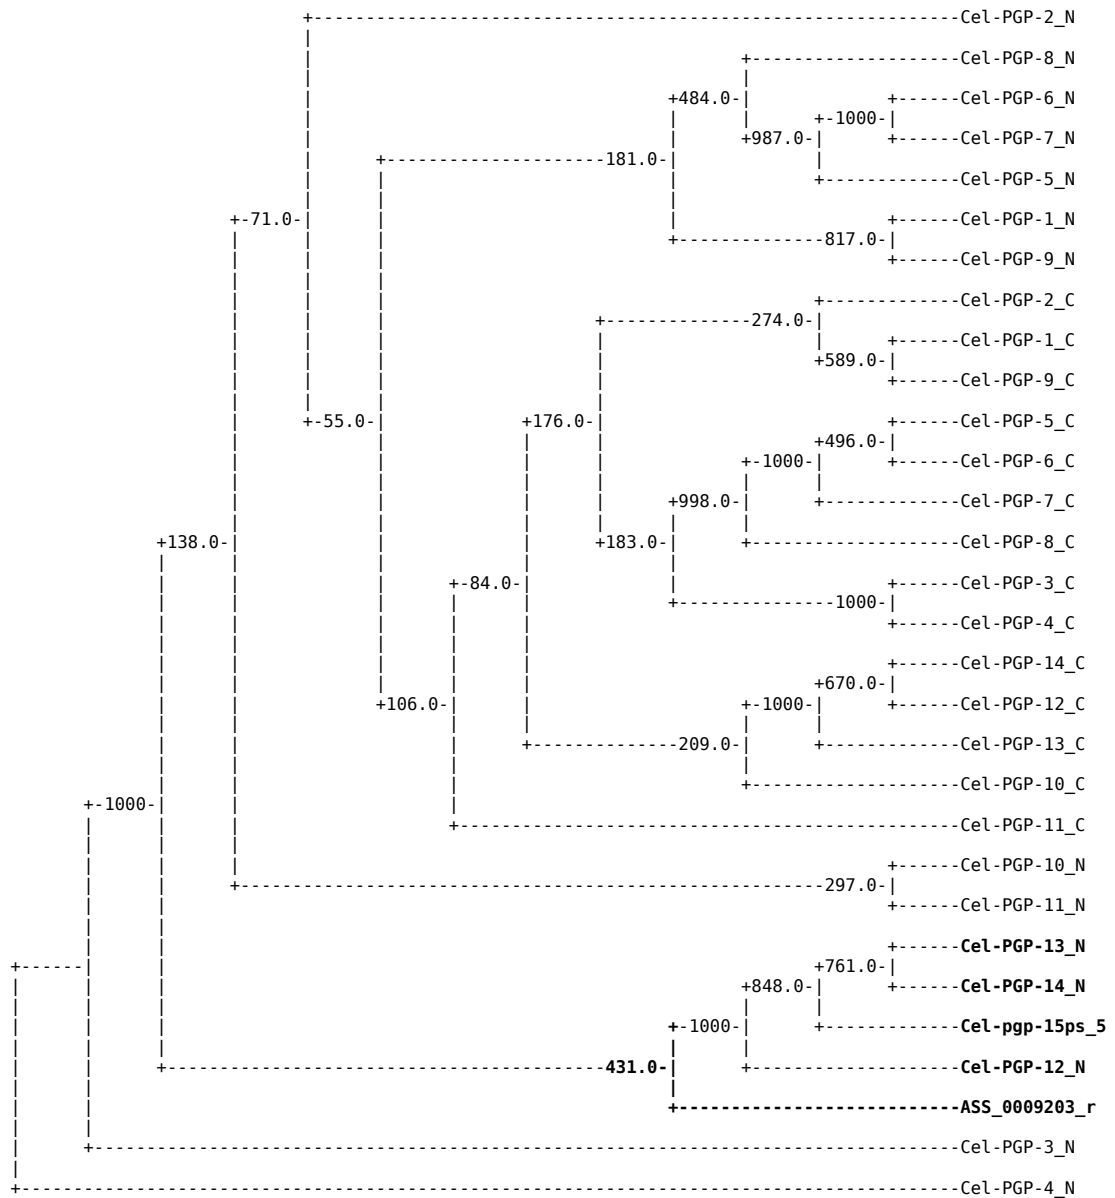 Cel-PGP-2_N
Cel-PGP-8_N
484.0 Cel-PGP-6_N
1000
987.0 Cel-PGP-7_N
181.0
Cel-PGP-5_N
71.0 Cel-PGP-1_N
817.0
Cel-PGP-9_N
Cel-PGP-2_C
274.0
Cel-PGP-1_C
589.0
Cel-PGP-9_C
55.0 176.0 Cel-PGP-5_C
496.0
1000 Cel-PGP-6_C
998.0 Cel-PGP-7_C
138.0 183.0 Cel-PGP-8_C
84.0 Cel-PGP-3_C
1000
Cel-PGP-4_C
Cel-PGP-14_C
670.0
106.0 1000 Cel-PGP-12_C
209.0 Cel-PGP-13_C
Cel-PGP-10_C
1000
Cel-PGP-11_C
Cel-PGP-10_N
297.0
Cel-PGP-11_N
Cel-PGP-13_N
761.0
848.0 Cel-PGP-14_N
1000 Cel-pgp-15ps_5
431.0 Cel-PGP-12_N
ASS_0009203_r
Cel-PGP-3_N
Cel-PGP-4_N